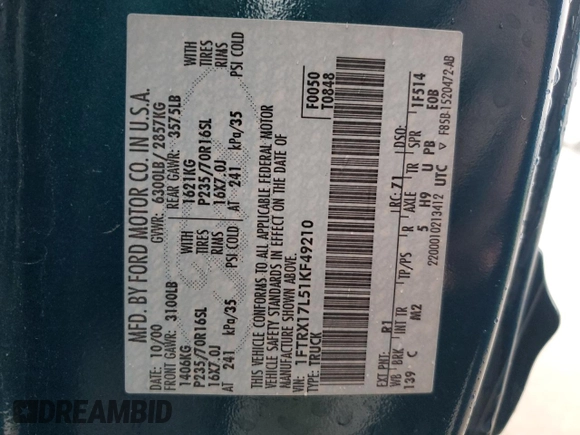 MFD. BY FORD MOTOR CO. IN U.S.A.
DATE: 10/00 GVWR: 6300LB/ 2857KG
FRONT GAWR: 3100LB REAR GAWR: 3575LB
1406KG 1621KG WITH
P235/70R16SL P235/70R16SL TIRES
16X7.0J 16X7.0J RIMS
AT 241 kPa/35 AT 241 kPa/35 PSI COLD
WITH
TIRES
RIMS
PSI COLD
THIS VEHICLE CONFORMS TO ALL APPLICABLE FEDERAL MOTOR
VEHICLE SAFETY STANDARDS IN EFFECT ON THE DATE OF
MANUFACTURE SHOWN ABOVE.
VIN: 1FTRX17L51KF49210 F0050
TYPE: TRUCK T0848
EXT PNT: R1 RC: 71 DSO:
WB BRK INT TR TP/PS R AXLE TR SPR 1F514
139 C M2 5 H9 U PB E0B
2200010213412 UTC F85B-1520472-AB
DREAMBID